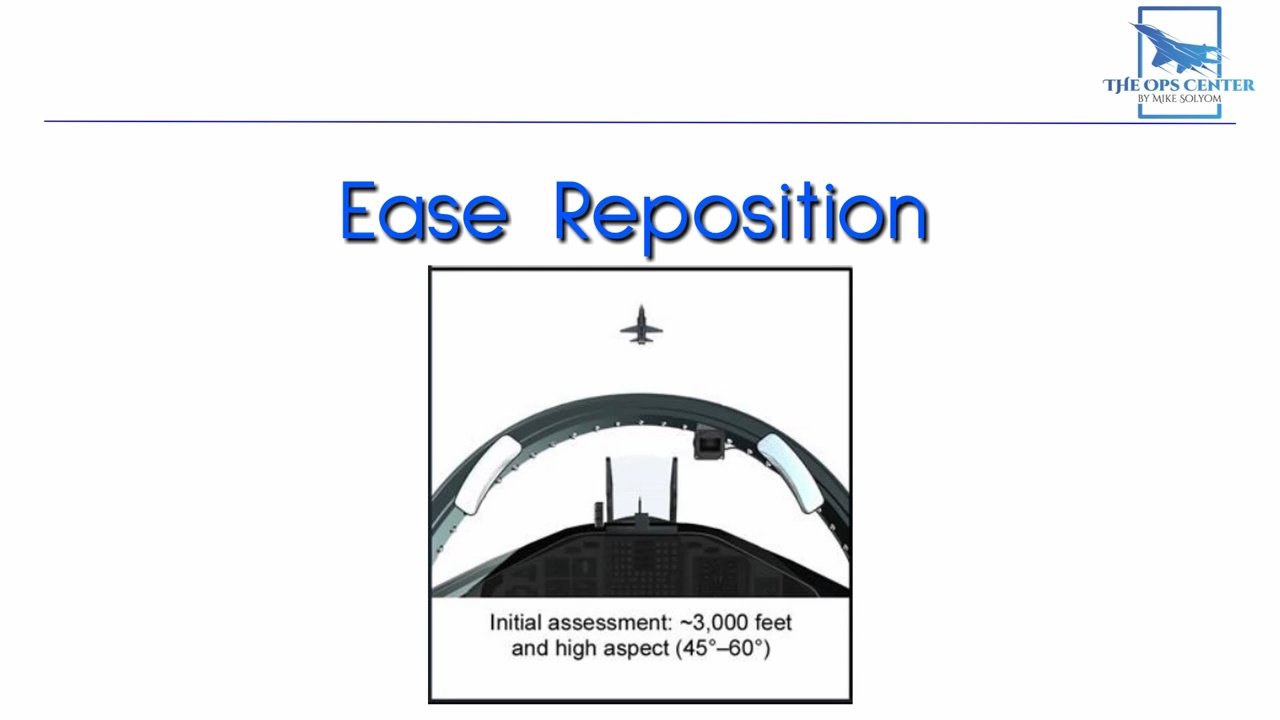 THE OPS CENTER
BY MIKE SOLYOM
Ease Reposition
Initial assessment: ~3,000 feet
and high aspect (45°–60°)